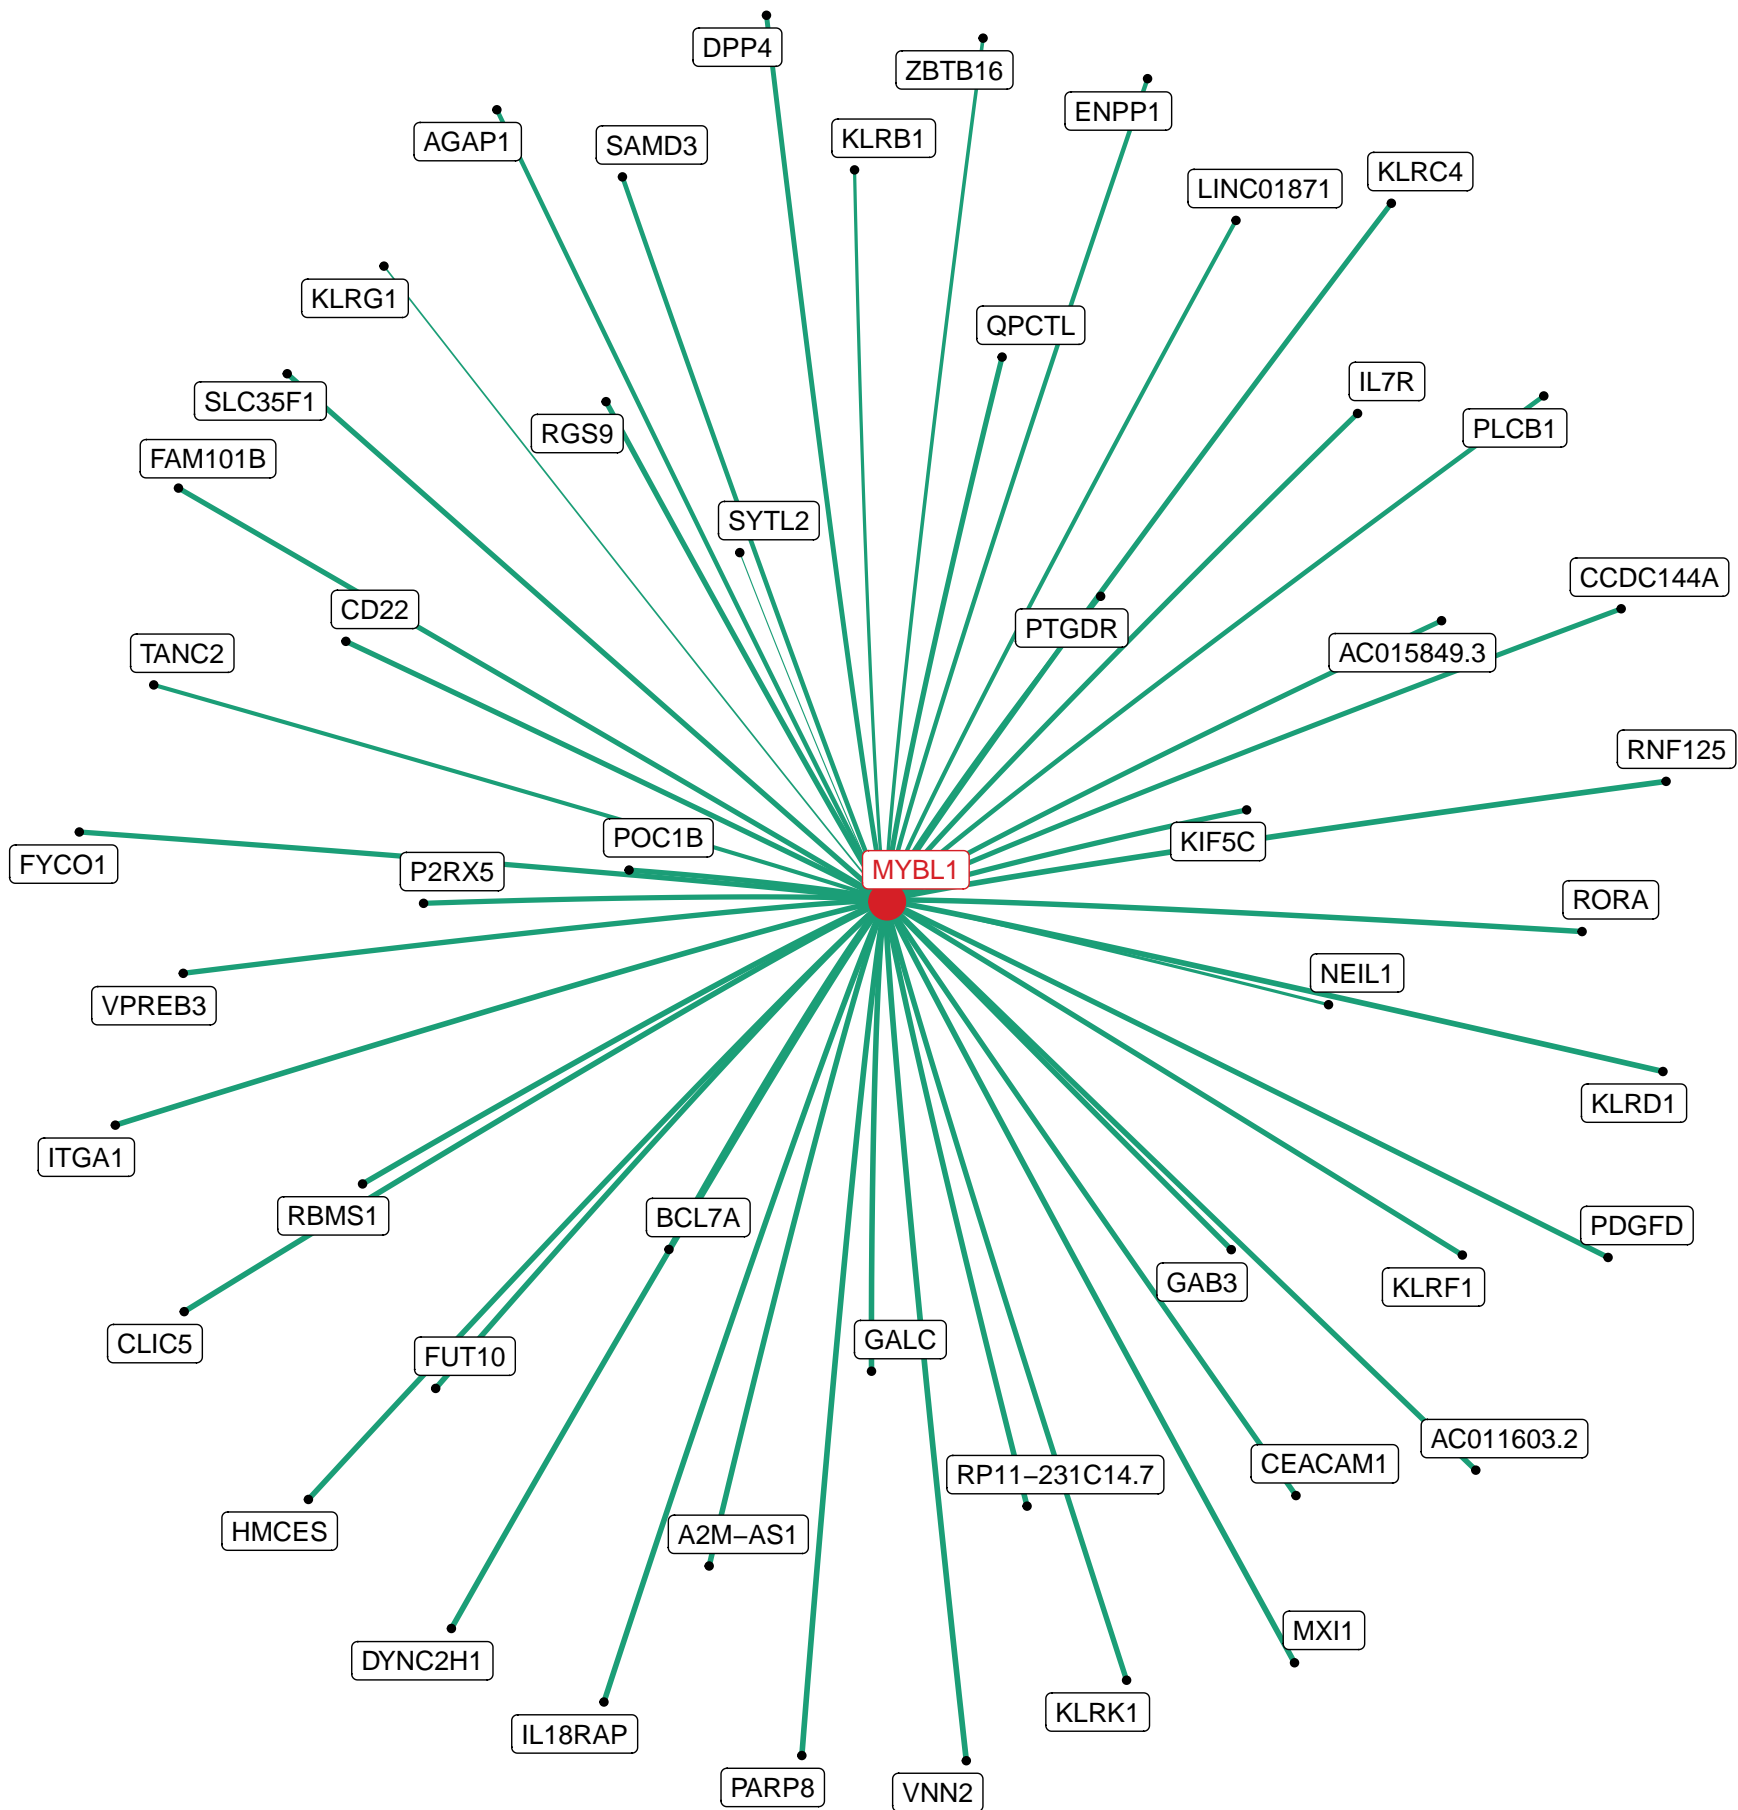 DPP4
ZBTB16
ENPP1
AGAP1
SAMD3
KLRB1
KLRC4
LINC01871
KLRG1
QPCTL
IL7R
SLC35F1
RGS9
PLCB1
FAM101B
SYTL2
CCDC144A
CD22
PTGDR
TANC2
AC015849.3
RNF125
POC1B
KIF5C
FYCO1
P2RX5
MYBL1
RORA
NEIL1
VPREB3
KLRD1
ITGA1
RBMS1
BCL7A
PDGFD
GAB3
KLRF1
CLIC5
GALC
FUT10
AC011603.2
CEACAM1
RP11−231C14.7
HMCES
A2M−AS1
MXI1
DYNC2H1
KLRK1
IL18RAP
PARP8
VNN2